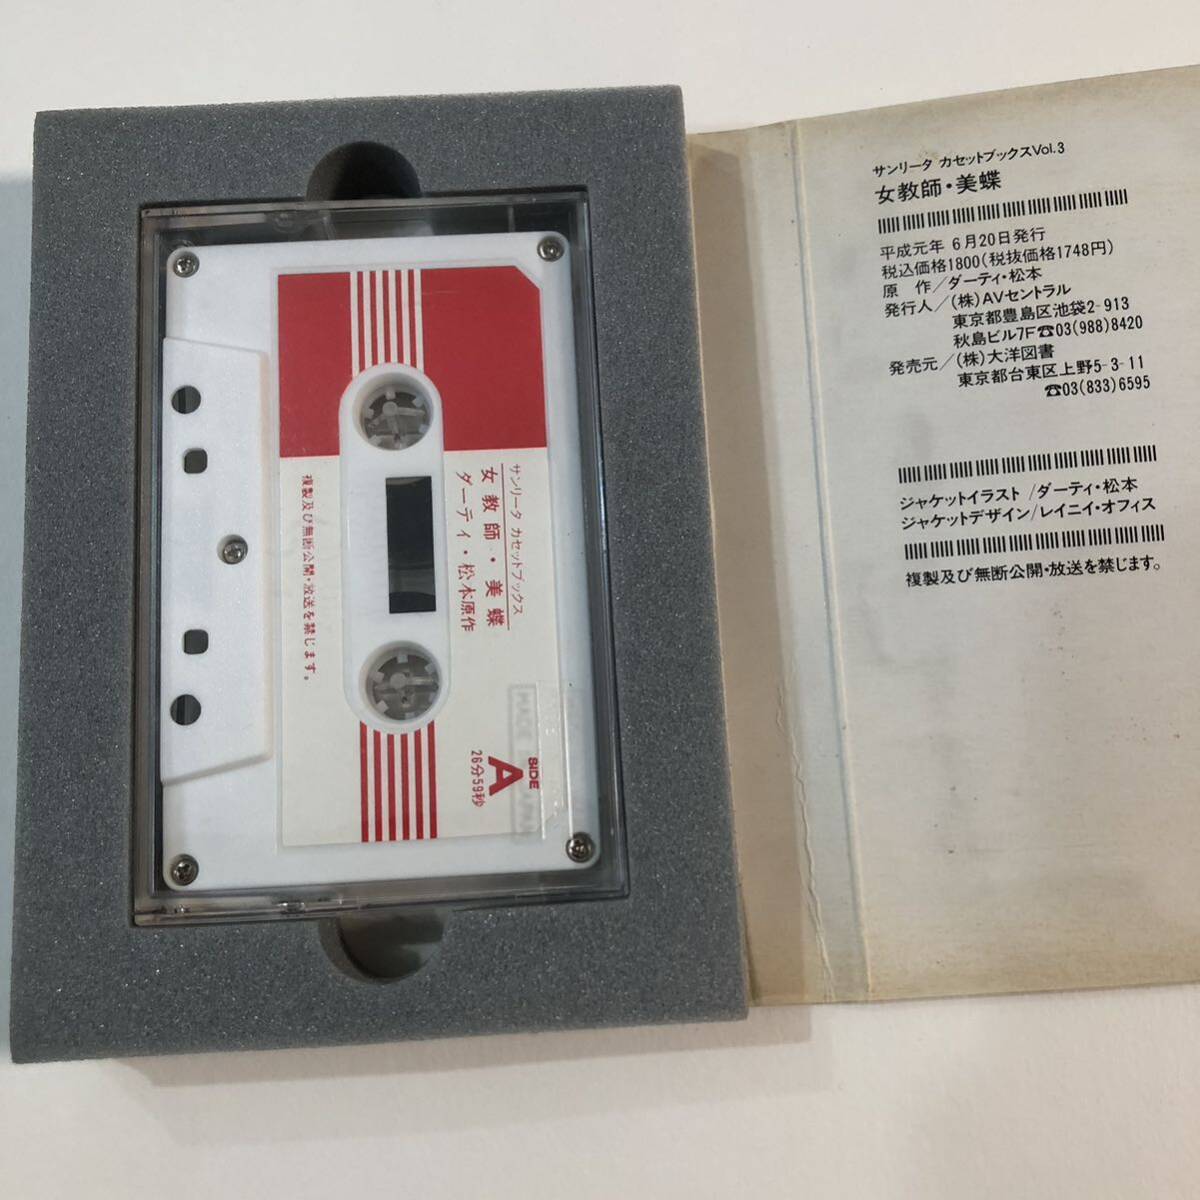 サンリータ カセットブックス
女教師・美蝶
ダーティ・松本原作
複製及び無断公開・放送を禁じます。
SIDE
A
26分59秒
MADE
サンリータ カセットブックスVol.3
女教師・美蝶
平成元年 6月20日発行
税込価格1800(税抜価格1748円)
原 作/ダーティ・松本
発行人/(株)AVセントラル
東京都豊島区池袋2-913
秋島ビル7F☎03(988)8420
発売元/(株)大洋図書
東京都台東区上野5-3-11
☎03(833)6595
ジャケットイラスト/ダーティ・松本
ジャケットデザイン/レイニイ・オフィス
複製及び無断公開・放送を禁じます。